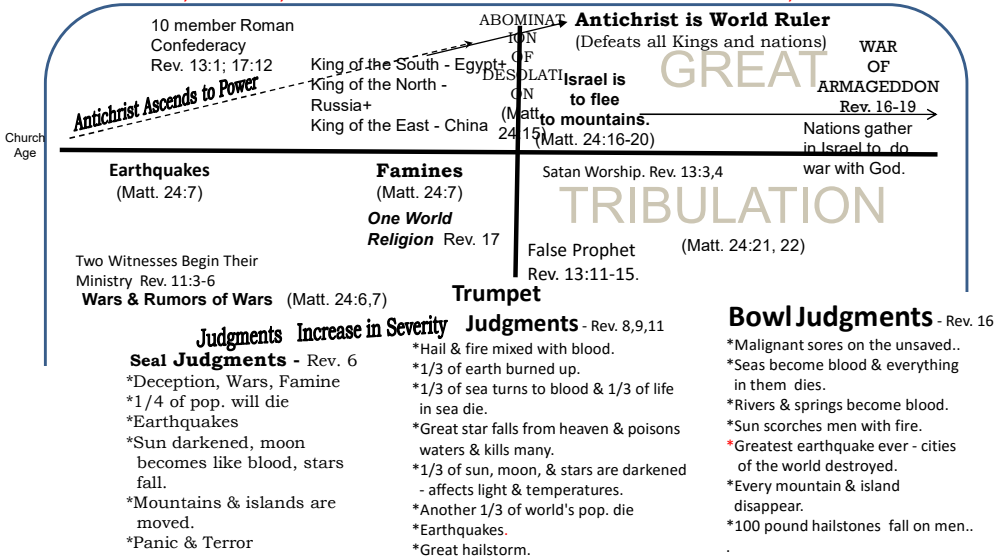 10 member Roman
Confederacy
Rev. 13:1; 17:12
Antichrist Ascends to Power
King of the South - Egypt+
King of the North -
Russia+
King of the East - China
ABOMINAT
ION
OF
DESOLATI
ON
(Matt.
24:15)
Antichrist is World Ruler
(Defeats all Kings and nations)
Israel is
to flee
to mountains.
(Matt. 24:16-20)
GREAT
WAR
OF
ARMAGEDDON
Rev. 16-19
Nations gather
in Israel to do
war with God.
Church
Age
Earthquakes
(Matt. 24:7)
Famines
(Matt. 24:7)
One World
Religion Rev. 17
Satan Worship. Rev. 13:3,4
TRIBULATION
(Matt. 24:21, 22)
False Prophet
Rev. 13:11-15.
Two Witnesses Begin Their
Ministry Rev. 11:3-6
Wars & Rumors of Wars (Matt. 24:6,7)
Judgments Increase in Severity
Seal Judgments - Rev. 6
*Deception, Wars, Famine
*1/4 of pop. will die
*Earthquakes
*Sun darkened, moon
becomes like blood, stars
fall.
*Mountains & islands are
moved.
*Panic & Terror
Trumpet
Judgments - Rev. 8,9,11
*Hail & fire mixed with blood.
*1/3 of earth burned up.
*1/3 of sea turns to blood & 1/3 of life
in sea die.
*Great star falls from heaven & poisons
waters & kills many.
*1/3 of sun, moon, & stars are darkened
- affects light & temperatures.
*Another 1/3 of world's pop. die
*Earthquakes.
*Great hailstorm.
Bowl Judgments - Rev. 16
*Malignant sores on the unsaved..
*Seas become blood & everything
in them dies.
*Rivers & springs become blood.
*Sun scorches men with fire.
*Greatest earthquake ever - cities
of the world destroyed.
*Every mountain & island
disappear.
*100 pound hailstones fall on men..
.